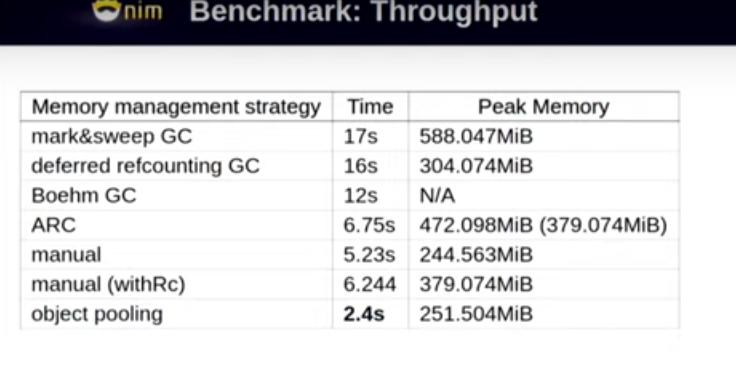 nim Benchmark: Throughput
Memory management strategy Time Peak Memory
mark&sweep GC 17s 588.047MiB
deferred refcounting GC 16s 304.074MiB
Boehm GC 12s N/A
ARC 6.75s 472.098MiB (379.074MiB)
manual 5.23s 244.563MiB
manual (withRc) 6.244 379.074MiB
object pooling 2.4s 251.504MiB